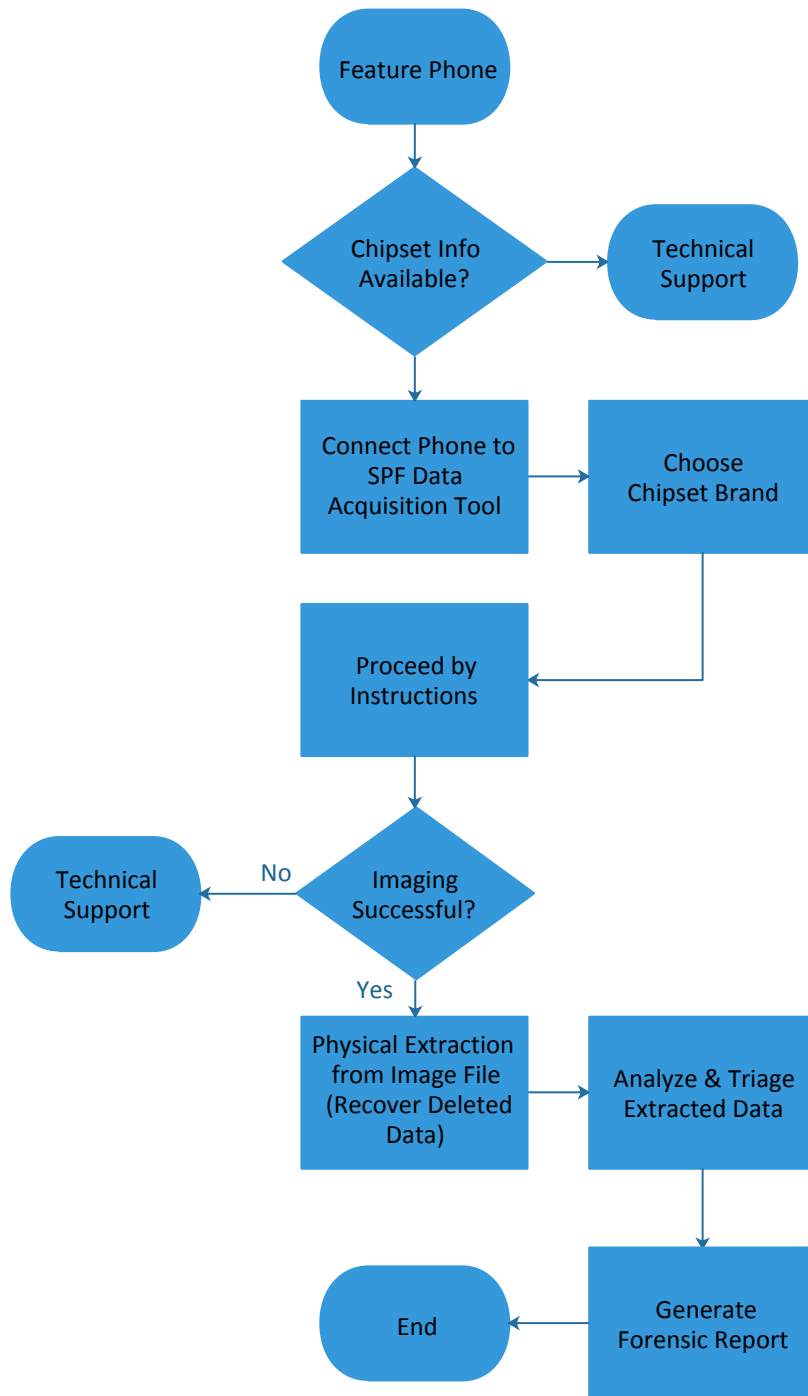 Feature Phone
Chipset Info
Available?
Technical
Support
Connect Phone to
SPF Data
Acquisition Tool
Choose
Chipset Brand
Proceed by
Instructions
Technical
Support
No
Imaging
Successful?
Yes
Physical Extraction
from Image File
(Recover Deleted
Data)
Analyze & Triage
Extracted Data
Generate
Forensic Report
End